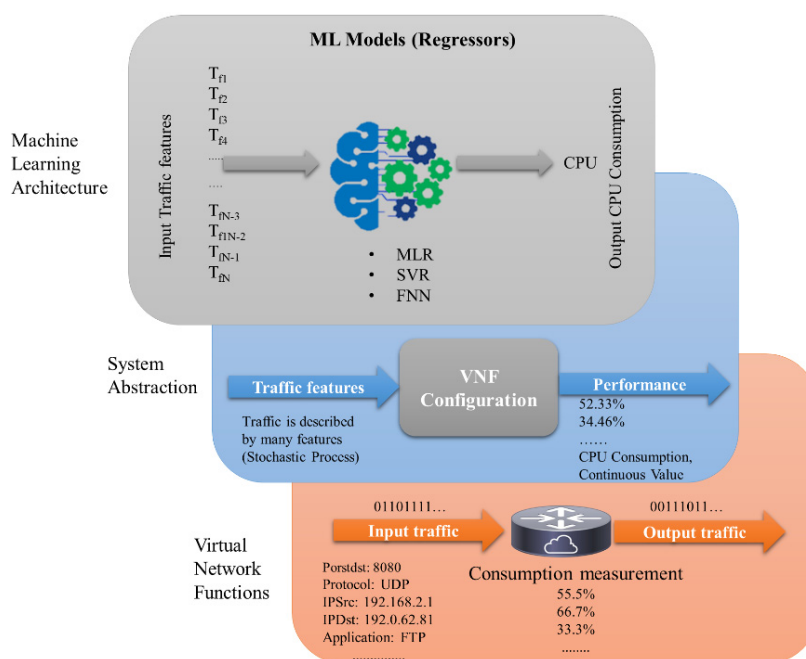 ML Models (Regressors)
Machine
Learning
Architecture
Input Traffic features
Tf1
Tf2
Tf3
Tf4
.....
....
TfN-3
Tf1N-2
TfN-1
TfN
• MLR
• SVR
• FNN
CPU
Output CPU Consumption
System
Abstraction
Traffic features
Traffic is described
by many features
(Stochastic Process)
VNF
Configuration
Performance
52.33%
34.46%
......
CPU Consumption,
Continuous Value
Virtual
Network
Functions
01101111...
Input traffic
Porstdst: 8080
Protocol: UDP
IPSrc: 192.168.2.1
IPDst: 192.0.62.81
Application: FTP
..............
Consumption measurement
55.5%
66.7%
33.3%
........
00111011...
Output traffic